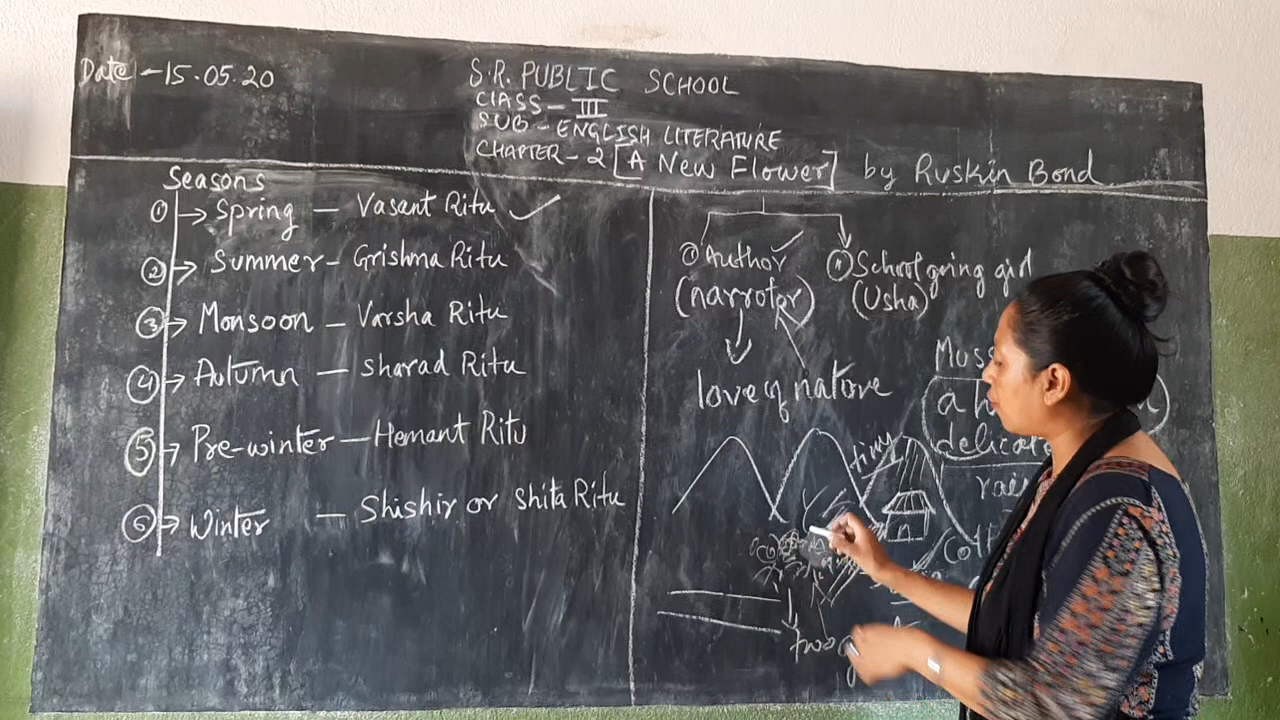 Date - 15.05.20
S.R. PUBLIC SCHOOL
CLASS - III
SUB - ENGLISH LITERATURE
CHAPTER - 2 [A New Flower] by Ruskin Bond
Seasons
① → Spring — Vasant Ritu ✓
② → Summer - Grishma Ritu
③ → Monsoon - Varsha Ritu
④ → Autumn - Sharad Ritu
⑤ → Pre-winter - Hemant Ritu
⑥ → Winter - Shishir or Shita Ritu
① Author ✓
(narrotor)
love of nature
② School going girl
(Usha)
a
delicate
tiny
two